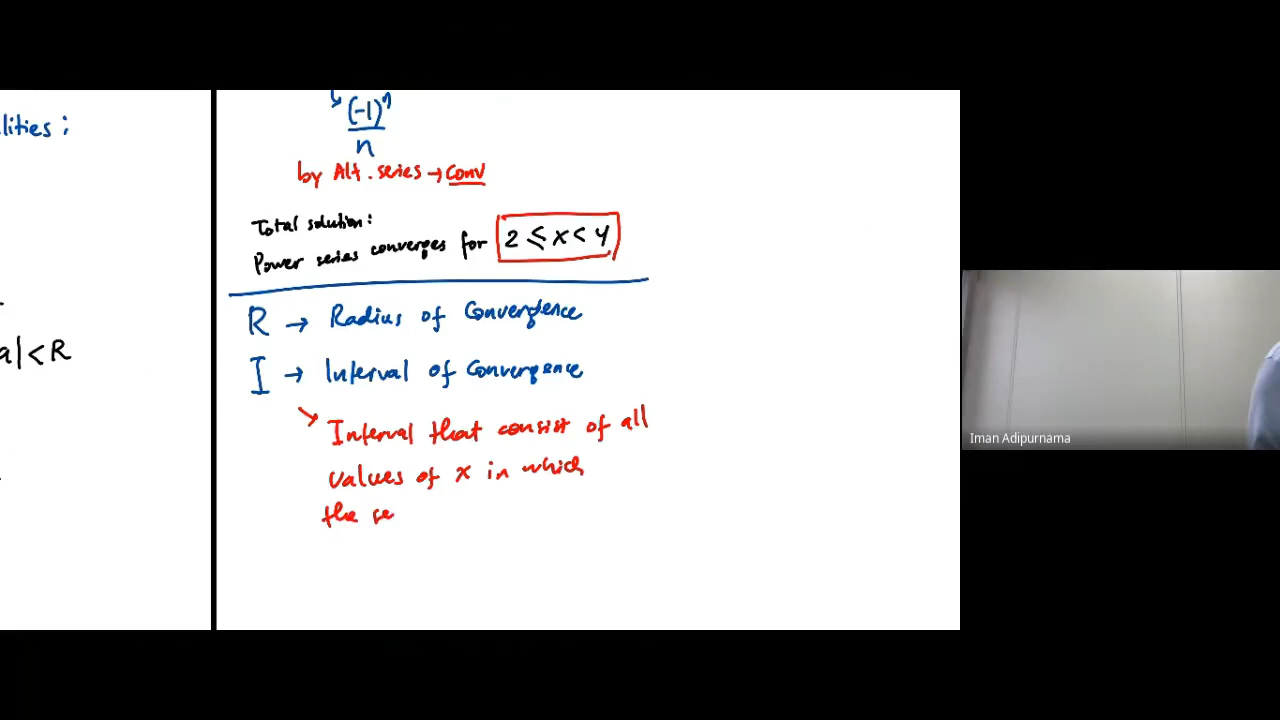 lities :
a| < R
(-1)^n
n
by Alt. series → Conv
Total solution:
Power series converges for 2 ≤ x < 4
R → Radius of Convergence
I → Interval of Convergence
↘ Interval that consist of all
values of x in which
the se
Iman Adipurnama